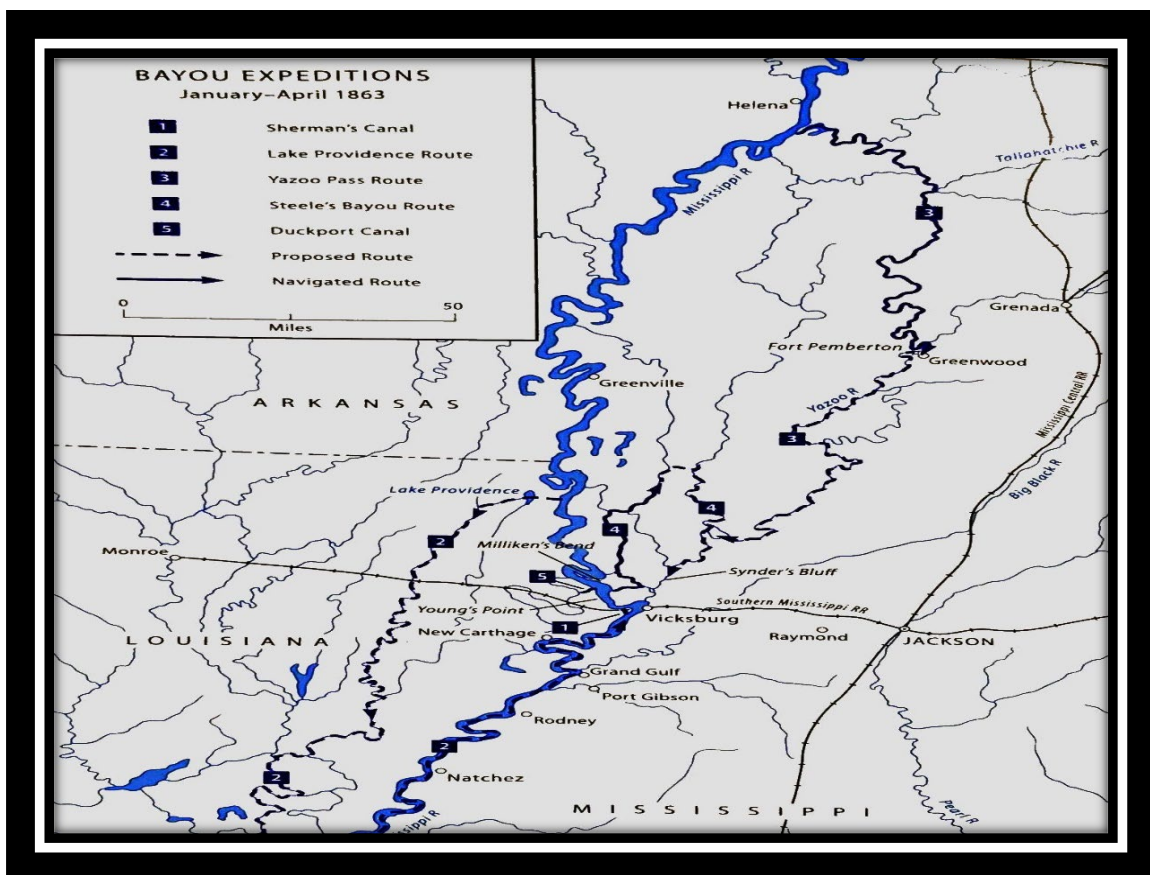 BAYOU EXPEDITIONS
January–April 1863
1 Sherman's Canal
2 Lake Providence Route
3 Yazoo Pass Route
4 Steele's Bayou Route
5 Duckport Canal
Proposed Route
Navigated Route
0 50
Miles
Helena
Mississippi R
Tallahatchie R
3
Grenada
Fort Pemberton
Greenwood
Greenville
ARKANSAS
Yazoo R
Mississippi Central RR
3
Big Black R
Lake Providence
4
4
2
Milliken's Bend
Monroe
5
Synder's Bluff
Young's Point
Southern Mississippi RR
Vicksburg
1
New Carthage
Raymond
JACKSON
LOUISIANA
Grand Gulf
Port Gibson
Rodney
2
Natchez
2
MISSISSIPPI
Pearl R
ssippi R